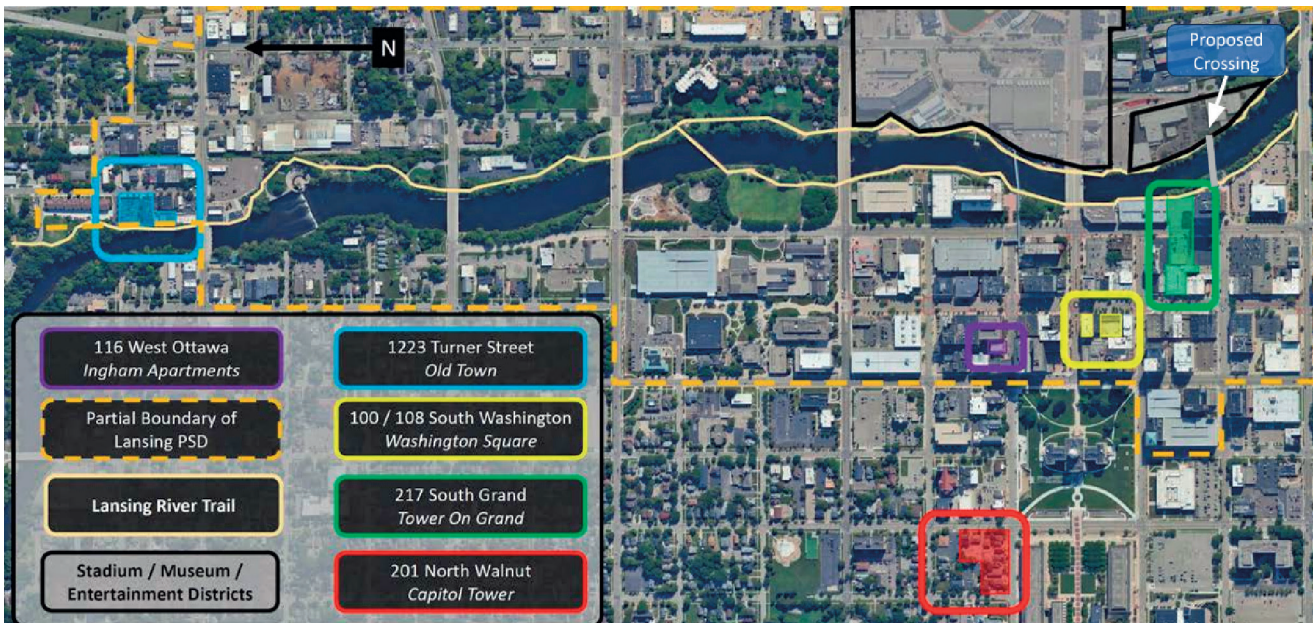 N
Proposed
Crossing
116 West Ottawa
Ingham Apartments
1223 Turner Street
Old Town
Partial Boundary of
Lansing PSD
100 / 108 South Washington
Washington Square
Lansing River Trail
217 South Grand
Tower On Grand
Stadium / Museum /
Entertainment Districts
201 North Walnut
Capitol Tower